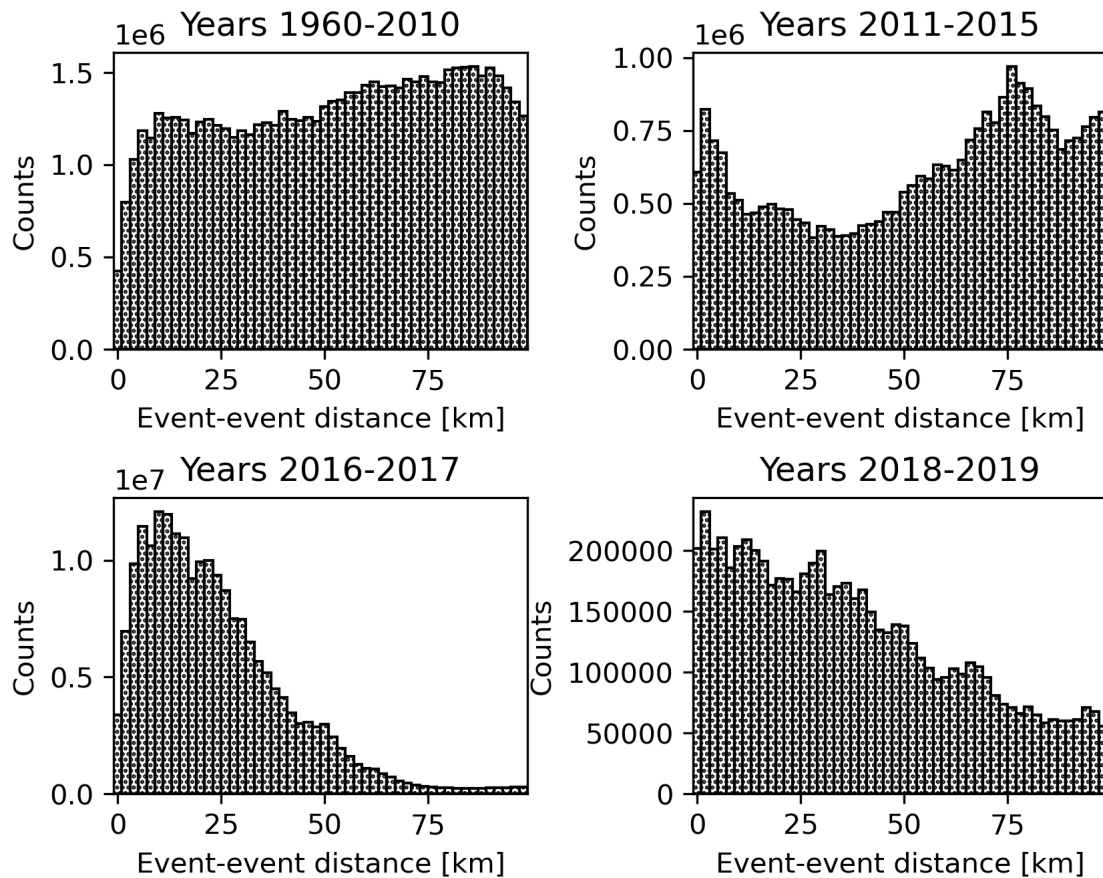 Years 1960-2010
1e6
1.5
1.0
0.5
0.0
Counts
0
25
50
75
Event-event distance [km]
Years 2011-2015
1e6
1.00
0.75
0.50
0.25
0.00
Counts
0
25
50
75
Event-event distance [km]
Years 2016-2017
1e7
1.0
0.5
0.0
Counts
0
25
50
75
Event-event distance [km]
Years 2018-2019
200000
150000
100000
50000
0
Counts
0
25
50
75
Event-event distance [km]